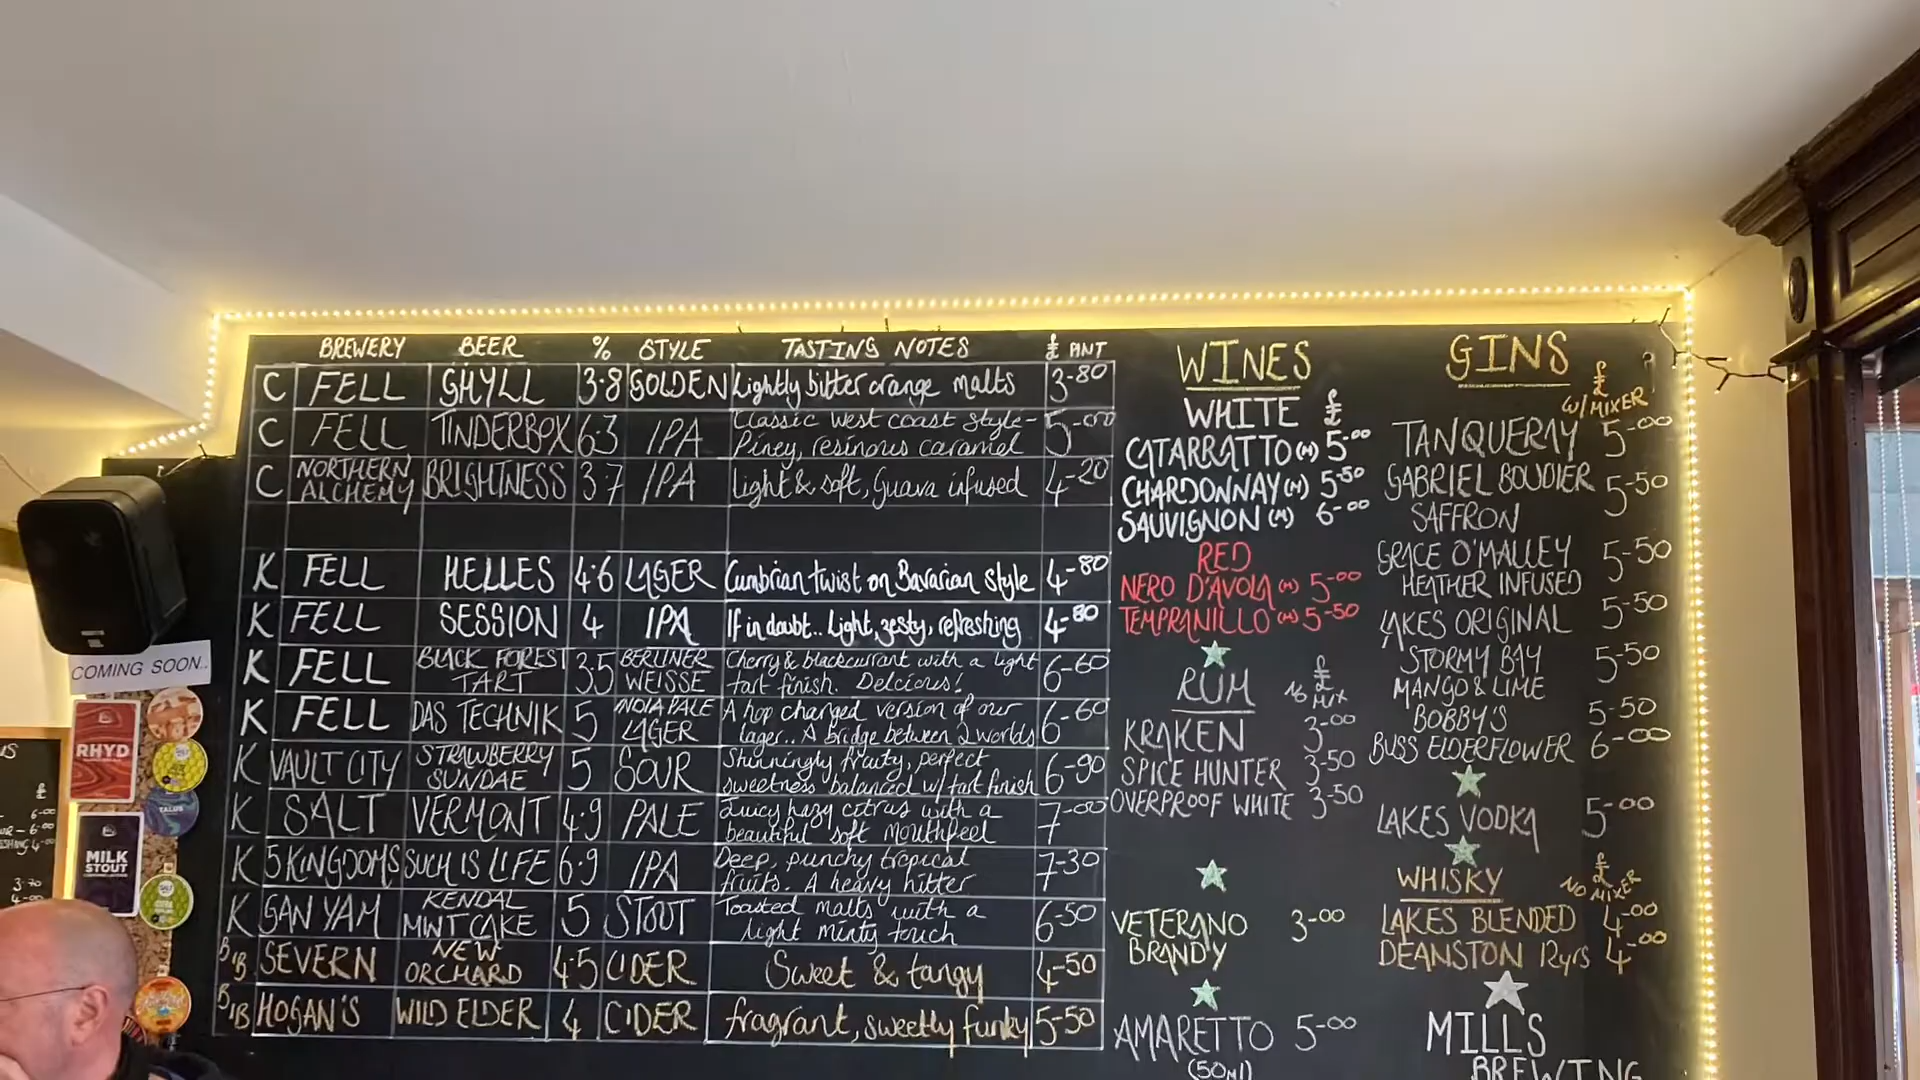 BREWERY BEER % STYLE TASTING NOTES £ PINT
C FELL GHYLL 3.8 GOLDEN Lightly bitter orange malts 3-80
C FELL TINDERBOX 6.3 IPA Classic west coast style-
Piney, resinous caramel 5-00
C NORTHERN ALCHEMY BRIGHTNESS 3.7 IPA Light & soft, Guava infused 4-20
K FELL HELLES 4.6 LAGER Cumbrian twist on Bavarian style 4-80
K FELL SESSION 4 IPA If in doubt.. Light, zesty, refreshing 4-80
K FELL BLACK FOREST TART 3.5 BERLINER WEISSE Cherry & blackcurrant with a light
tart finish. Delcious! 6-60
K FELL DAS TECHNIK 5 INDIA PALE LAGER A hop charged version of our
lager.. A bridge between 2 worlds 6-60
K VAULT CITY STRAWBERRY SUNDAE 5 SOUR Stunningly fruity, perfect
sweetness balanced w/ tart finish 6-90
K SALT VERMONT 4.9 PALE Juicy hazy citrus with a
beautiful soft mouthfeel 7-00
K 5 KINGDOMS SUCH IS LIFE 6.9 IPA Deep, punchy tropical
fruits. A heavy hitter 7-30
K GAN YAM KENDAL MINT CAKE 5 STOUT Toasted malts with a
light minty touch 6-50
BIB SEVERN NEW ORCHARD 4.5 CIDER Sweet & tangy 4-50
BIB HOGAN'S WILD ELDER 4 CIDER fragrant, sweetly funky 5-50
WINES
WHITE £
CATARRATTO (M) 5-00
CHARDONNAY (M) 5-50
SAUVIGNON (M) 6-00
RED
NERO D'AVOLA (M) 5-00
TEMPRANILLO (M) 5-50
RUM £
NO MIX
KRAKEN 3-00
SPICE HUNTER 3-50
OVERPROOF WHITE 3-50
VETERANO 3-00
BRANDY
AMARETTO 5-00
(50ml)
GINS
£
W/ MIXER
TANQUERAY 5-00
GABRIEL BOUDIER 5-50
SAFFRON
GRACE O'MALLEY 5-50
HEATHER INFUSED
LAKES ORIGINAL 5-50
STORMY BAY 5-50
MANGO & LIME
BOBBY'S 5-50
BUSS ELDERFLOWER 6-00
LAKES VODKA 5-00
WHISKY £
NO MIXER
LAKES BLENDED 4-00
DEANSTON 12yrs 4-00
MILLS
BREWING
COMING SOON..
RHYD
TALUS
MILK
STOUT
£
6-00
6-00
4-00
3-70